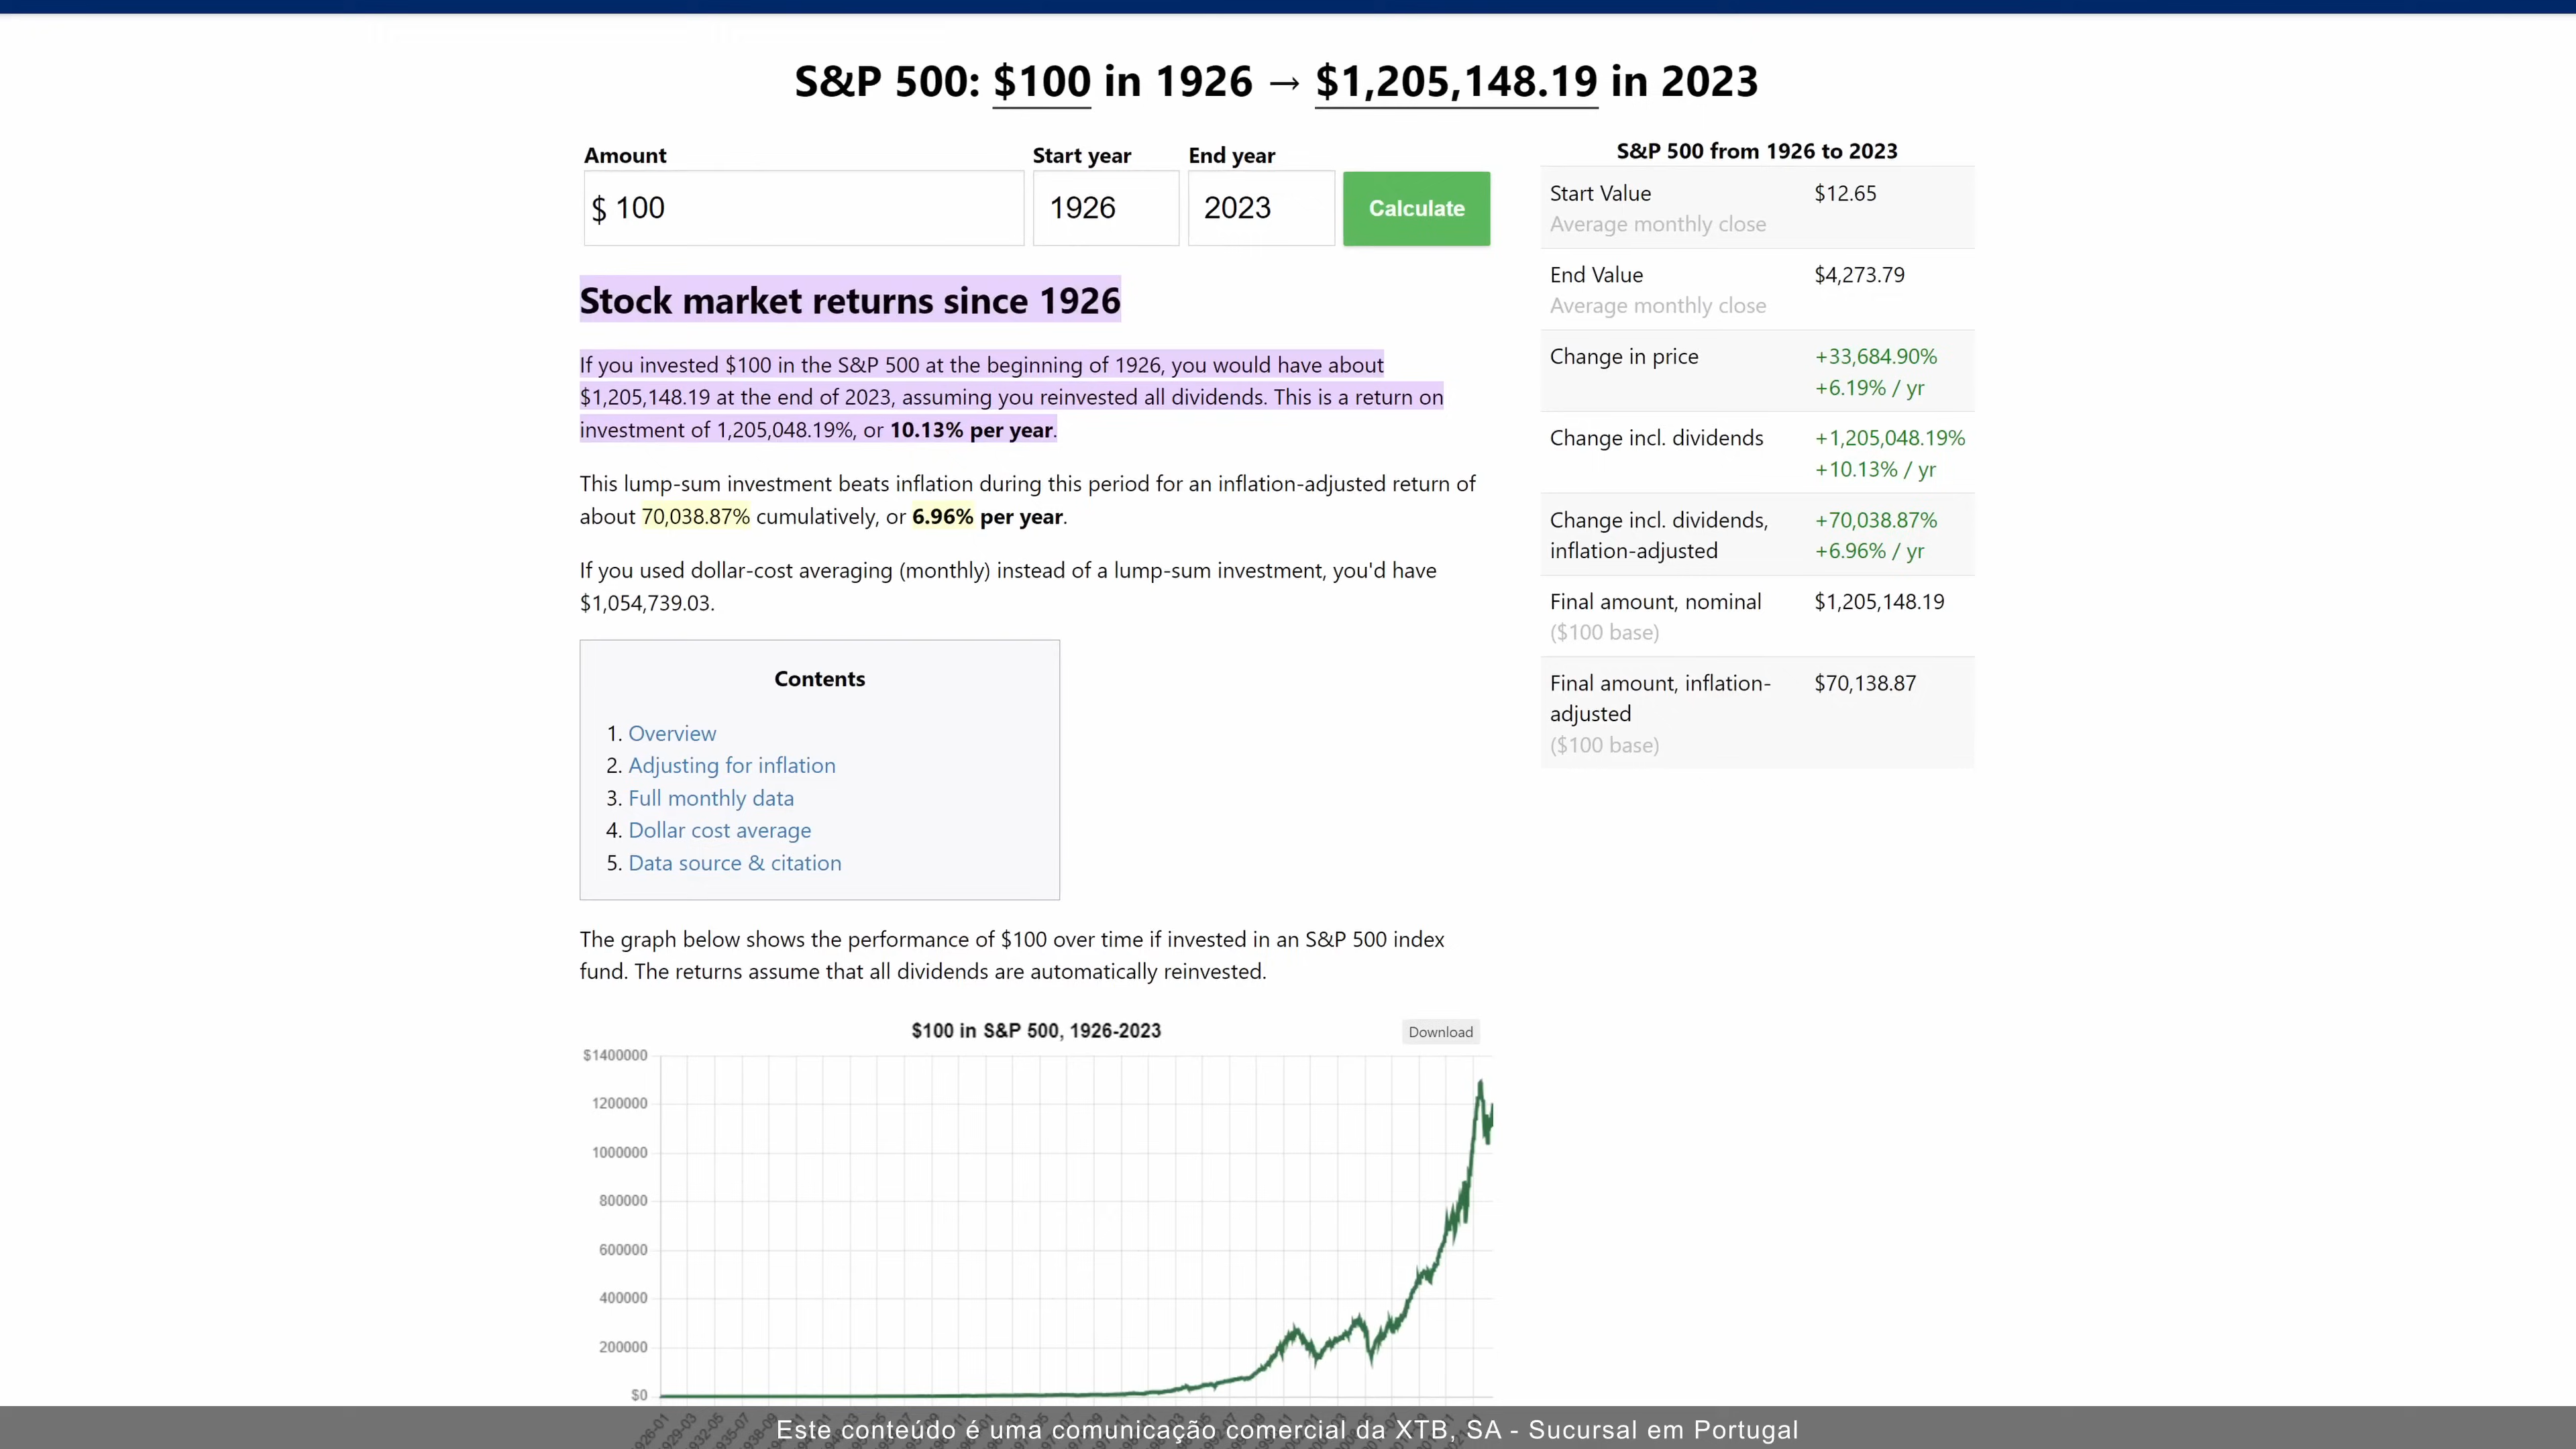 S&P 500: $100 in 1926 → $1,205,148.19 in 2023
Amount
Start year
End year
$ 100
1926
2023
Calculate
Stock market returns since 1926
If you invested $100 in the S&P 500 at the beginning of 1926, you would have about
$1,205,148.19 at the end of 2023, assuming you reinvested all dividends. This is a return on
investment of 1,205,048.19%, or 10.13% per year.
This lump-sum investment beats inflation during this period for an inflation-adjusted return of
about 70,038.87% cumulatively, or 6.96% per year.
If you used dollar-cost averaging (monthly) instead of a lump-sum investment, you'd have
$1,054,739.03.
Contents
1. Overview
2. Adjusting for inflation
3. Full monthly data
4. Dollar cost average
5. Data source & citation
The graph below shows the performance of $100 over time if invested in an S&P 500 index
fund. The returns assume that all dividends are automatically reinvested.
$100 in S&P 500, 1926-2023
Download
$1400000
1200000
1000000
800000
600000
400000
200000
$0
S&P 500 from 1926 to 2023
Start Value $12.65
Average monthly close
End Value $4,273.79
Average monthly close
Change in price +33,684.90%
+6.19% / yr
Change incl. dividends +1,205,048.19%
+10.13% / yr
Change incl. dividends, +70,038.87%
inflation-adjusted +6.96% / yr
Final amount, nominal $1,205,148.19
($100 base)
Final amount, inflation- $70,138.87
adjusted
($100 base)
Este conteúdo é uma comunicação comercial da XTB, SA - Sucursal em Portugal